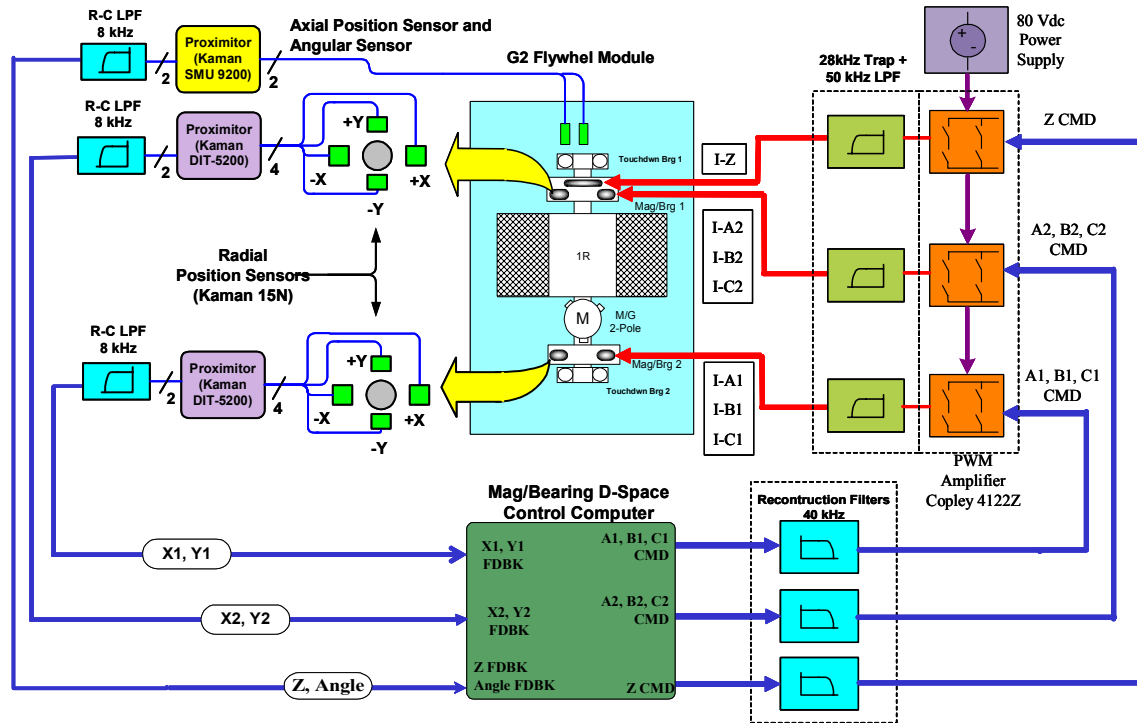 R-C LPF
8 kHz
2
Proximitor
(Kaman
SMU 9200)
2
Axial Position Sensor and
Angular Sensor
G2 Flywhel Module
28kHz Trap +
50 kHz LPF
+
-
80 Vdc
Power
Supply
R-C LPF
8 kHz
2
Proximitor
(Kaman
DIT-5200)
4
+Y
-X
+X
-Y
Touchdwn Brg 1
Mag/Brg 1
1R
M
M/G
2-Pole
Mag/Brg 2
Touchdown Brg 2
I-Z
I-A2
I-B2
I-C2
I-A1
I-B1
I-C1
Z CMD
A2, B2, C2
CMD
A1, B1, C1
CMD
PWM
Amplifier
Copley 4122Z
Radial
Position Sensors
(Kaman 15N)
R-C LPF
8 kHz
2
Proximitor
(Kaman
DIT-5200)
4
+Y
-X
+X
-Y
Mag/Bearing D-Space
Control Computer
Recontruction Filters
40 kHz
X1, Y1
X1, Y1
FDBK
A1, B1, C1
CMD
X2, Y2
X2, Y2
FDBK
A2, B2, C2
CMD
Z, Angle
Z FDBK
Angle FDBK
Z CMD